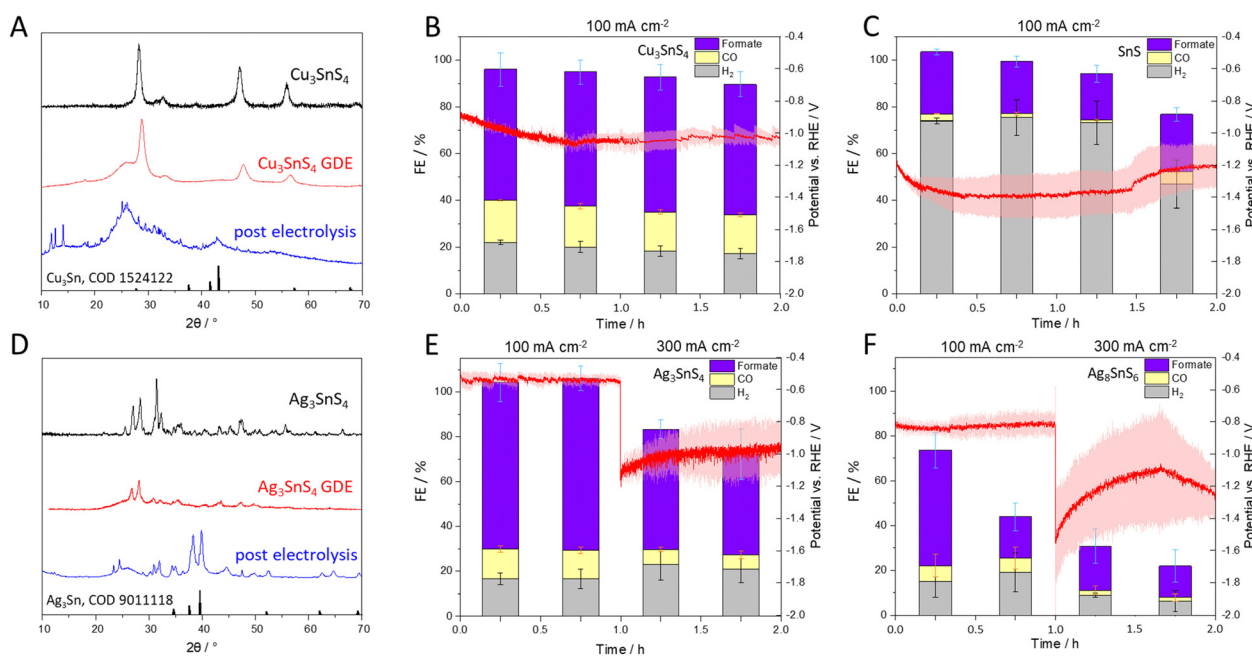 A
Cu₃SnS₄
Cu₃SnS₄ GDE
post electrolysis
Cu₃Sn, COD 1524122
10 20 30 40 50 60 70
2θ / °
B
100 mA cm⁻²
Cu₃SnS₄
Formate
CO
H₂
FE / %
100
80
60
40
20
0
0.0 0.5 1.0 1.5 2.0
Time / h
-0.4
-0.6
-0.8
-1.0
-1.2
-1.4
-1.6
-1.8
-2.0
Potential vs. RHE / V
C
100 mA cm⁻²
SnS
Formate
CO
H₂
FE / %
100
80
60
40
20
0
0.0 0.5 1.0 1.5 2.0
Time / h
-0.4
-0.6
-0.8
-1.0
-1.2
-1.4
-1.6
-1.8
-2.0
Potential vs. RHE / V
D
Ag₃SnS₄
Ag₃SnS₄ GDE
post electrolysis
Ag₃Sn, COD 9011118
10 20 30 40 50 60 70
2θ / °
E
100 mA cm⁻² 300 mA cm⁻²
Ag₃SnS₄
Formate
CO
H₂
FE / %
100
80
60
40
20
0
0.0 0.5 1.0 1.5 2.0
Time / h
-0.4
-0.6
-0.8
-1.0
-1.2
-1.4
-1.6
-1.8
-2.0
Potential vs. RHE / V
F
100 mA cm⁻² 300 mA cm⁻²
Ag₈SnS₆
Formate
CO
H₂
FE / %
100
80
60
40
20
0
0.0 0.5 1.0 1.5 2.0
Time / h
-0.4
-0.6
-0.8
-1.0
-1.2
-1.4
-1.6
-1.8
-2.0
Potential vs. RHE / V